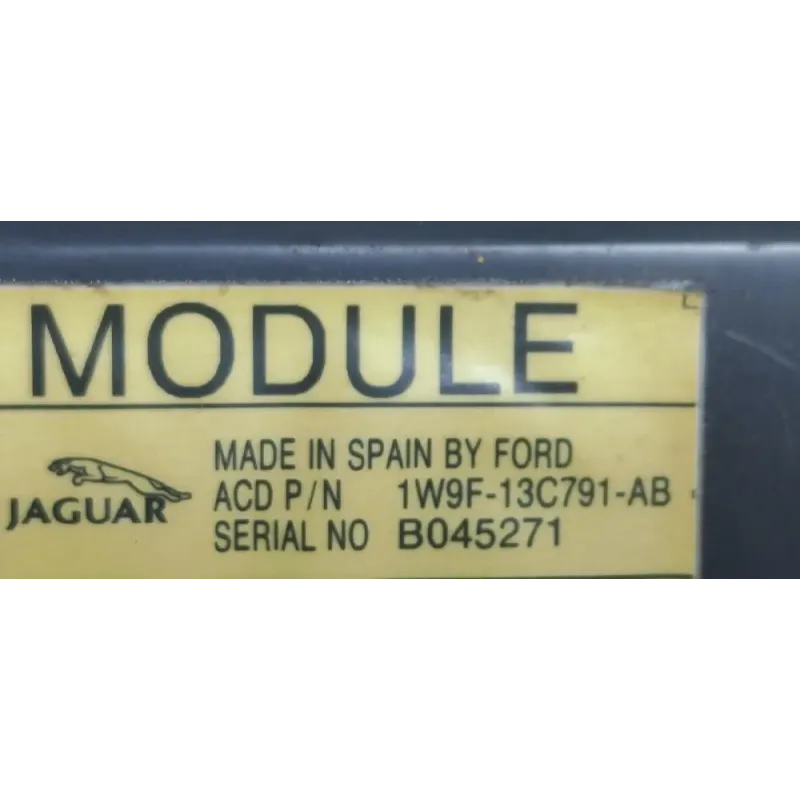 MODULE
MADE IN SPAIN BY FORD
JAGUAR
ACD P/N 1W9F-13C791-AB
SERIAL NO B045271